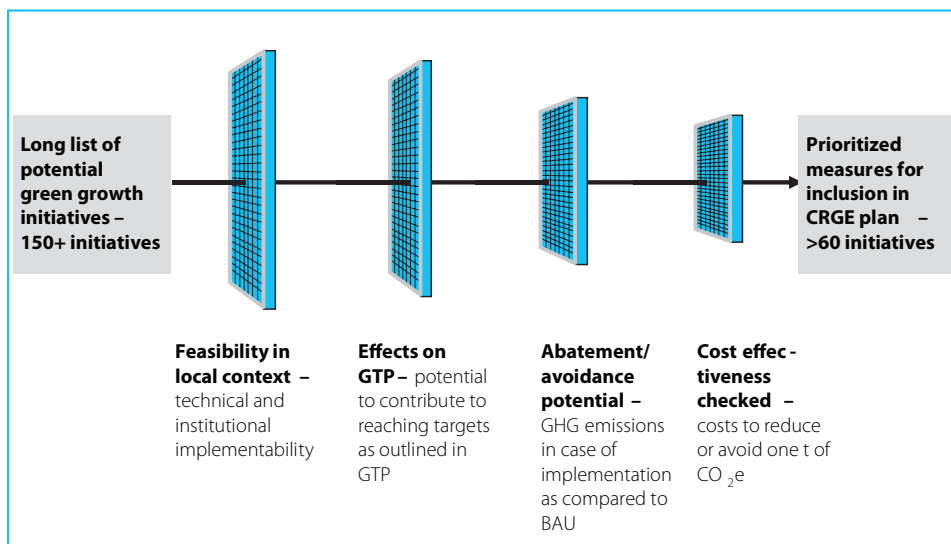 Long list of
potential
green growth
initiatives –
150+ initiatives
Prioritized
measures for
inclusion in
CRGE plan –
>60 initiatives
Feasibility in
local context –
technical and
institutional
implementability
Effects on
GTP – potential
to contribute to
reaching targets
as outlined in
GTP
Abatement/
avoidance
potential –
GHG emissions
in case of
implementation
as compared to
BAU
Cost effec -
tiveness
checked –
costs to reduce
or avoid one t of
CO 2e